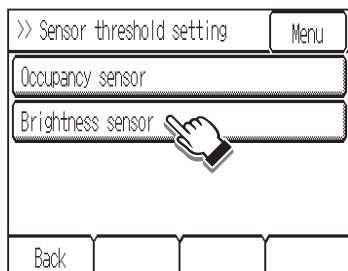 >> Sensor threshold setting
Menu
Occupancy sensor
Brightness sensor
Back